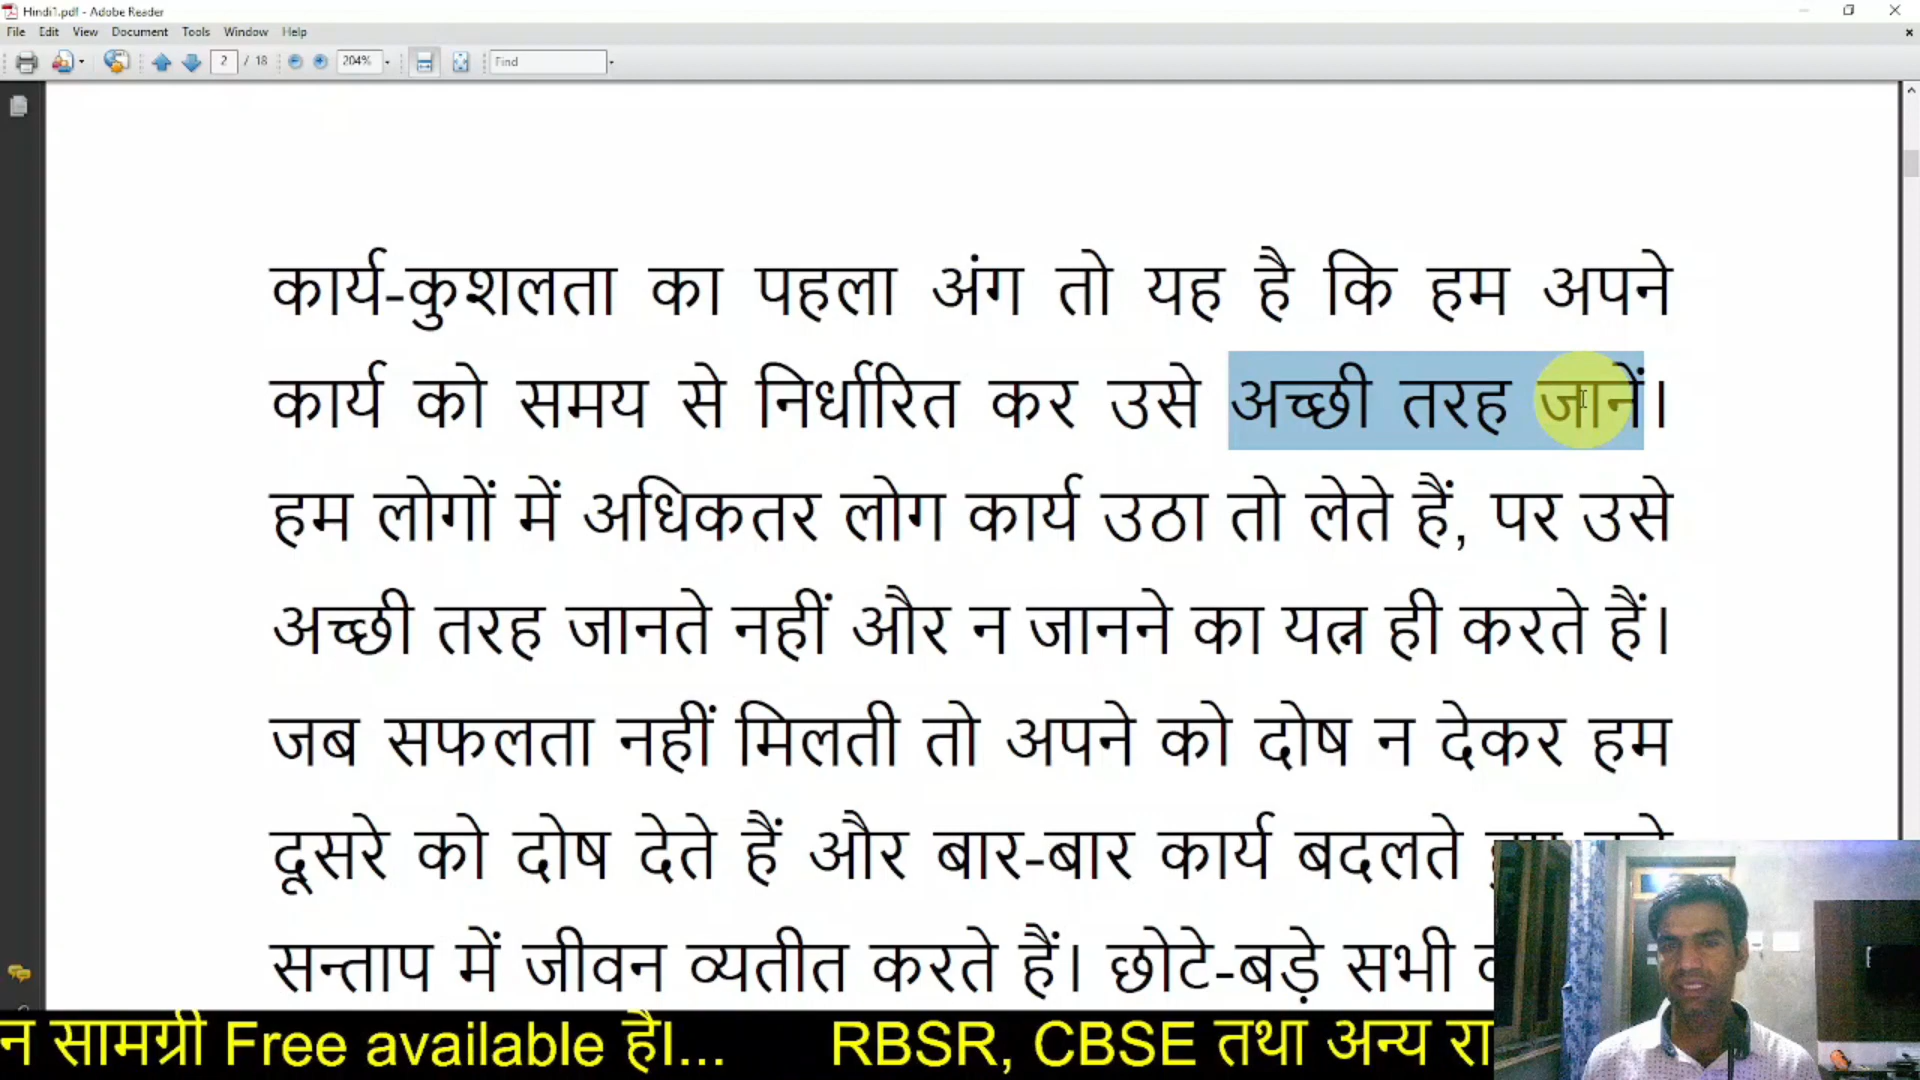 Hindi1.pdf - Adobe Reader
File Edit View Document Tools Window Help
2 / 18 204% Find
कार्य-कुशलता का पहला अंग तो यह है कि हम अपने
कार्य को समय से निर्धारित कर उसे अच्छी तरह जानें।
हम लोगों में अधिकतर लोग कार्य उठा तो लेते हैं, पर उसे
अच्छी तरह जानते नहीं और न जानने का यत्न ही करते हैं।
जब सफलता नहीं मिलती तो अपने को दोष न देकर हम
दूसरे को दोष देते हैं और बार-बार कार्य बदलते
सन्ताप में जीवन व्यतीत करते हैं। छोटे-बड़े सभी
न सामग्री Free available है।... RBSR, CBSE तथा अन्य रा